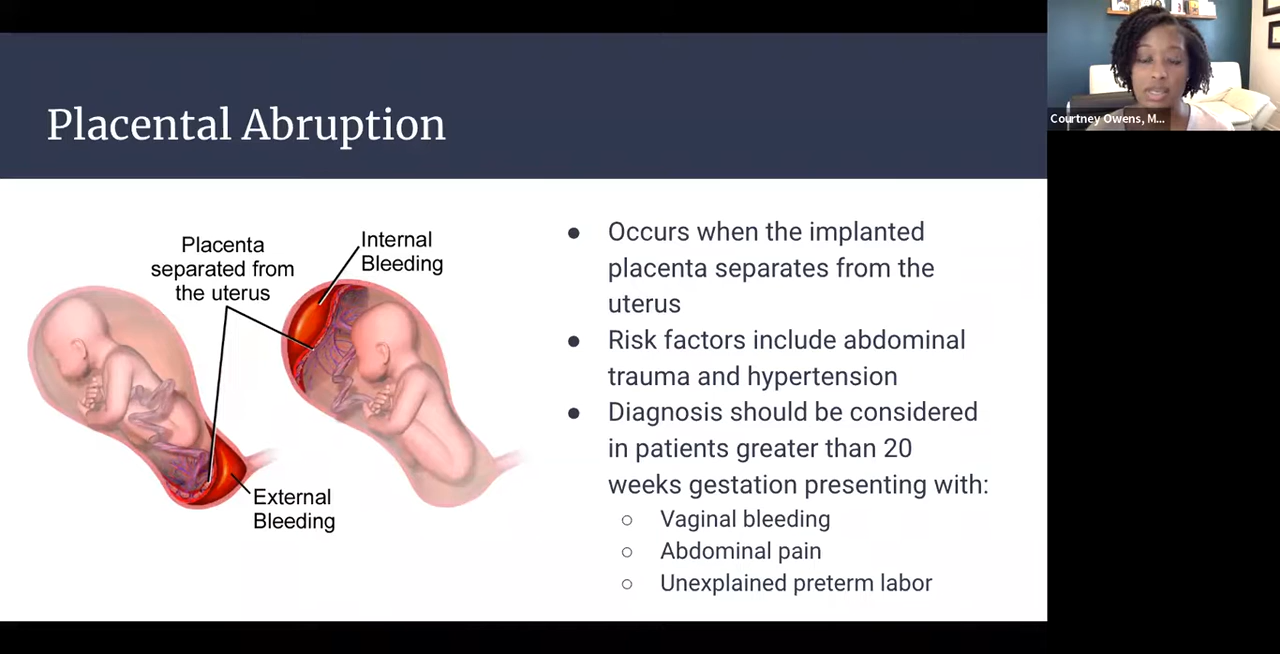 Placental Abruption
Courtney Owens, M...
Placenta
separated from
the uterus
Internal
Bleeding
External
Bleeding
● Occurs when the implanted
placenta separates from the
uterus
● Risk factors include abdominal
trauma and hypertension
● Diagnosis should be considered
in patients greater than 20
weeks gestation presenting with:
○ Vaginal bleeding
○ Abdominal pain
○ Unexplained preterm labor